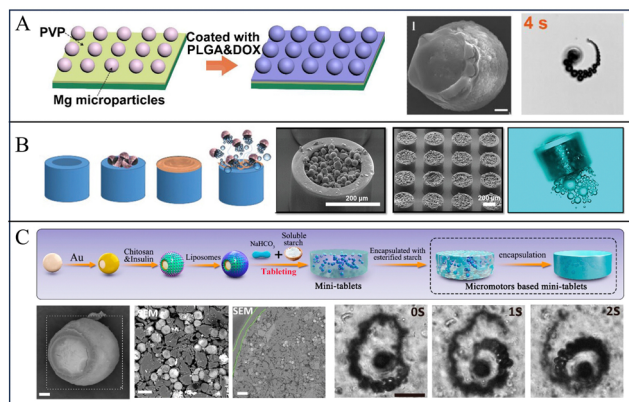 A
PVP
Mg microparticles
Coated with
PLGA&DOX
I
4 s
B
200 μm
200 μm
C
Au
Chitosan
&Insulin
Liposomes
NaHCO3
Soluble
starch
Tableting
Mini-tablets
Encapsulated with
esterified starch
encapsulation
Micromotors based mini-tablets
SEM
0S
1S
2S